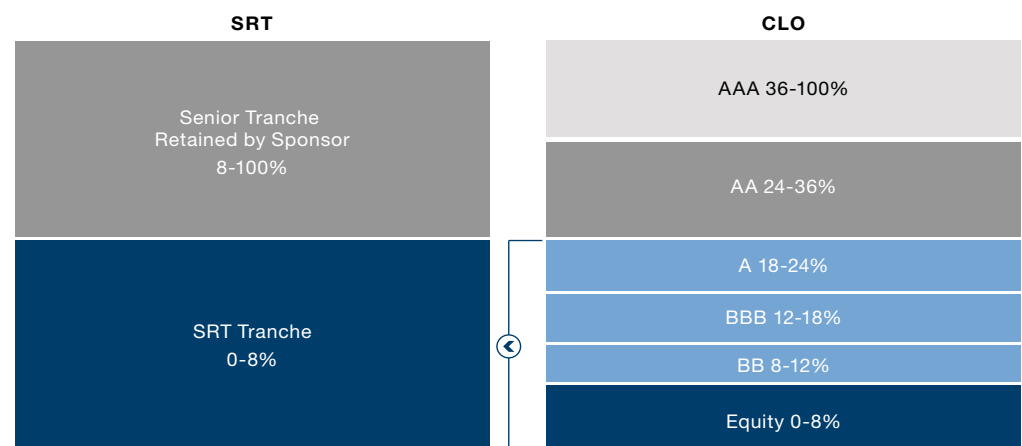 SRT
Senior Tranche
Retained by Sponsor
8-100%
SRT Tranche
0-8%
CLO
AAA 36-100%
AA 24-36%
A 18-24%
BBB 12-18%
BB 8-12%
Equity 0-8%